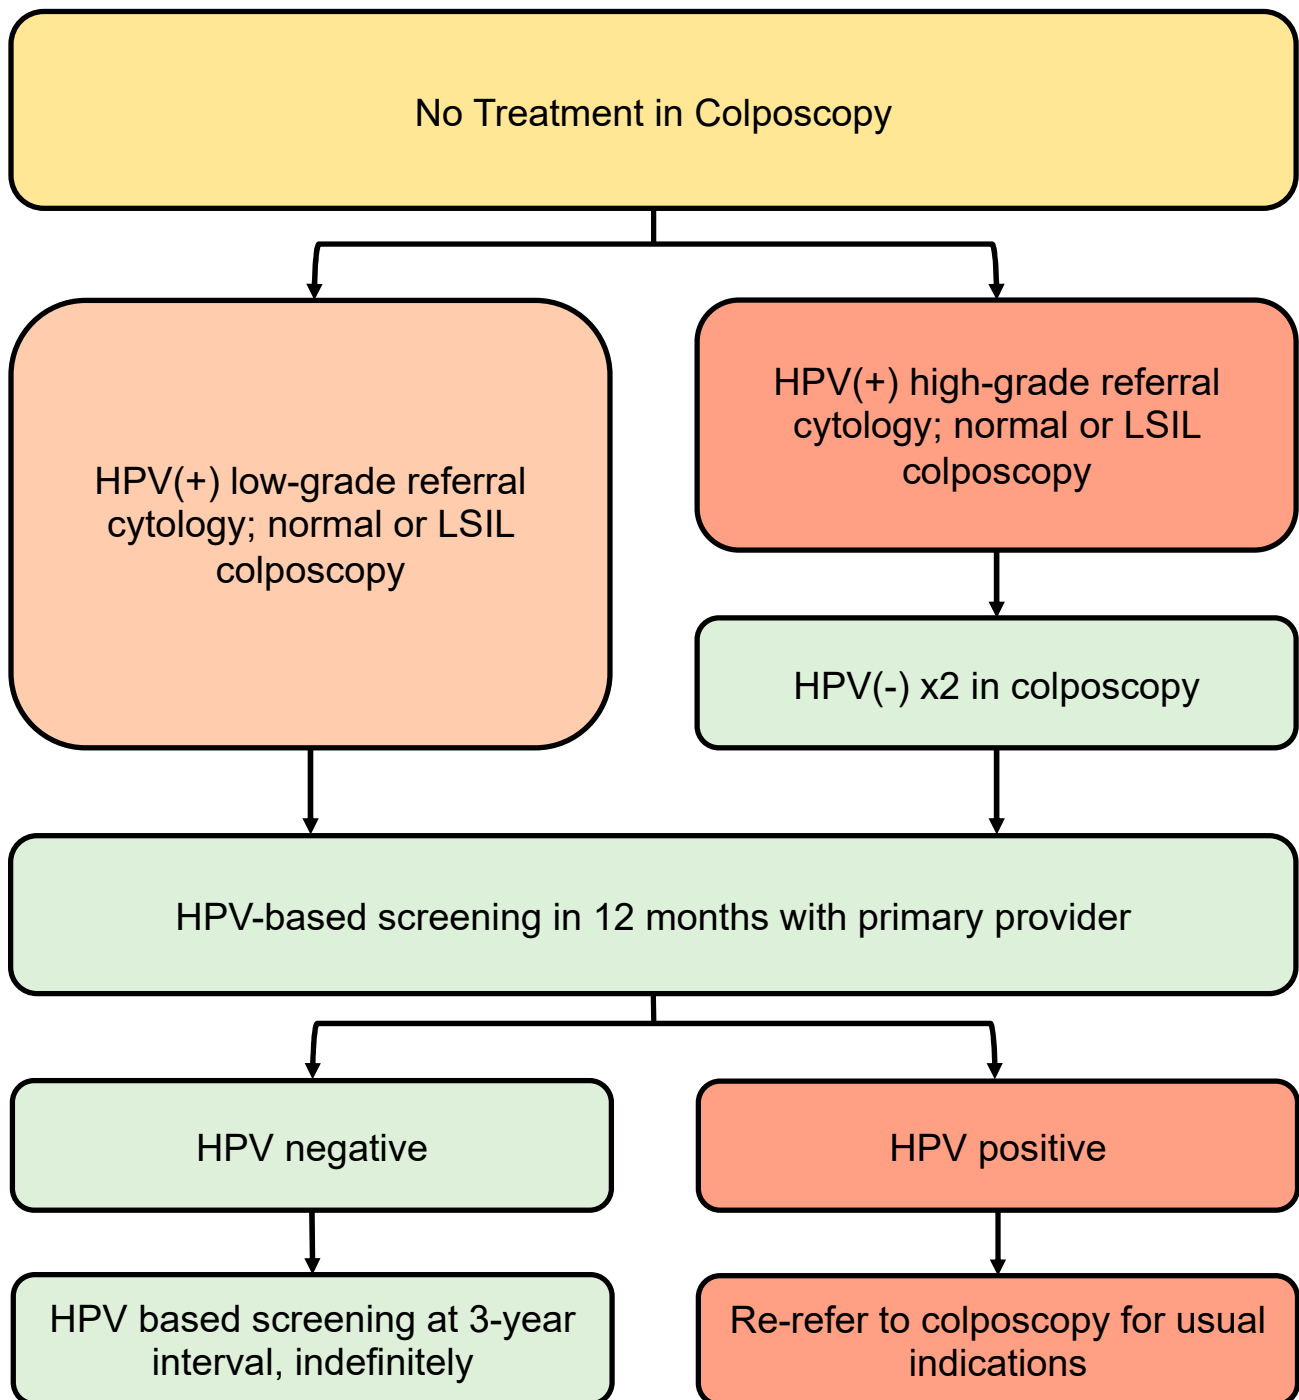 No Treatment in Colposcopy
HPV(+) low-grade referral
cytology; normal or LSIL
colposcopy
HPV(+) high-grade referral
cytology; normal or LSIL
colposcopy
HPV(-) x2 in colposcopy
HPV-based screening in 12 months with primary provider
HPV negative
HPV positive
HPV based screening at 3-year
interval, indefinitely
Re-refer to colposcopy for usual
indications